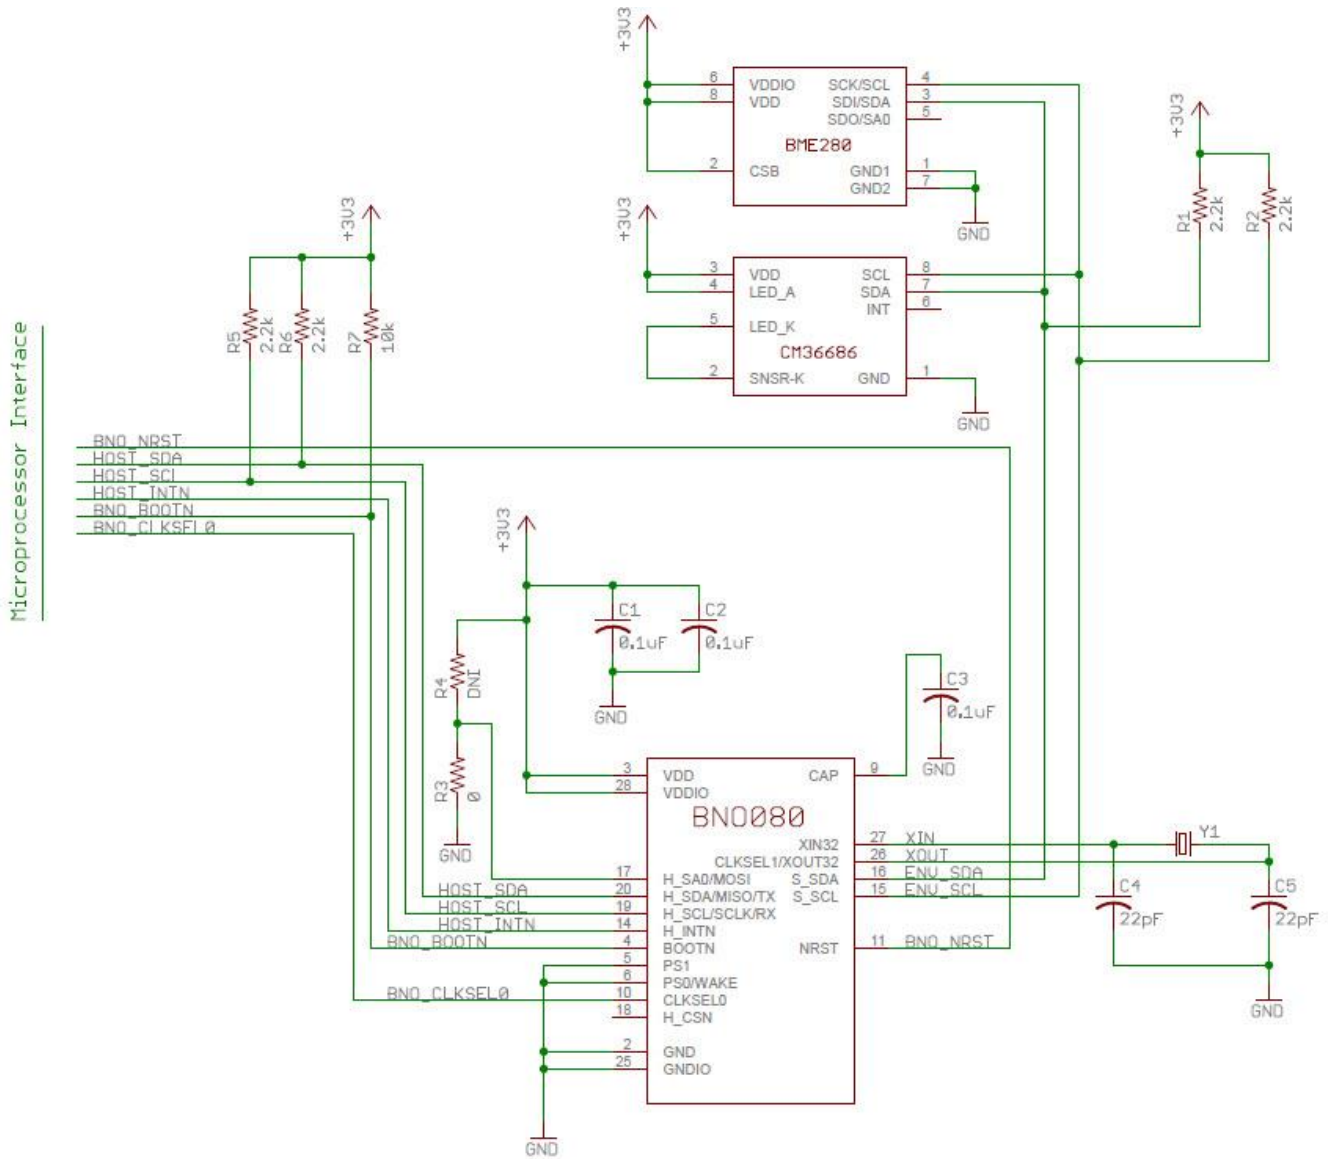 +3V3
6 VDDIO SCK/SCL 4
8 VDD SDI/SDA 3
SDO/SA0 5
BME280
2 CSB GND1 1
GND2 7
GND
+3V3
R1 2.2k
R2 2.2k
+3V3
3 VDD SCL 8
4 LED_A SDA 7
INT 6
5 LED_K
CM36686
2 SNSR-K GND 1
GND
+3V3
R5 2.2k
R6 2.2k
R7 10k
Microprocessor Interface
BNO_NRST
HOST_SDA
HOST_SCL
HOST_INTN
BNO_BOOTN
BNO_CLKSEL0
+3V3
C1 0.1uF
C2 0.1uF
GND
R4 DNI
R3 0
GND
C3
0.1uF
GND
3 VDD CAP 9
28 VDDIO
BNO080
XIN32 27 XIN
CLKSEL1/XOUT32 26 XOUT
17 H_SA0/MOSI S_SDA 16 ENV_SDA
HOST_SDA 20 H_SDA/MISO/TX S_SCL 15 ENV_SCL
HOST_SCL 19 H_SCL/SCLK/RX
HOST_INTN 14 H_INTN
BNO_BOOTN 4 BOOTN NRST 11 BNO_NRST
5 PS1
6 PS0/WAKE
BNO_CLKSEL0 10 CLKSEL0
18 H_CSN
2 GND
25 GNDIO
GND
Y1
C4
22pF
C5
22pF
GND